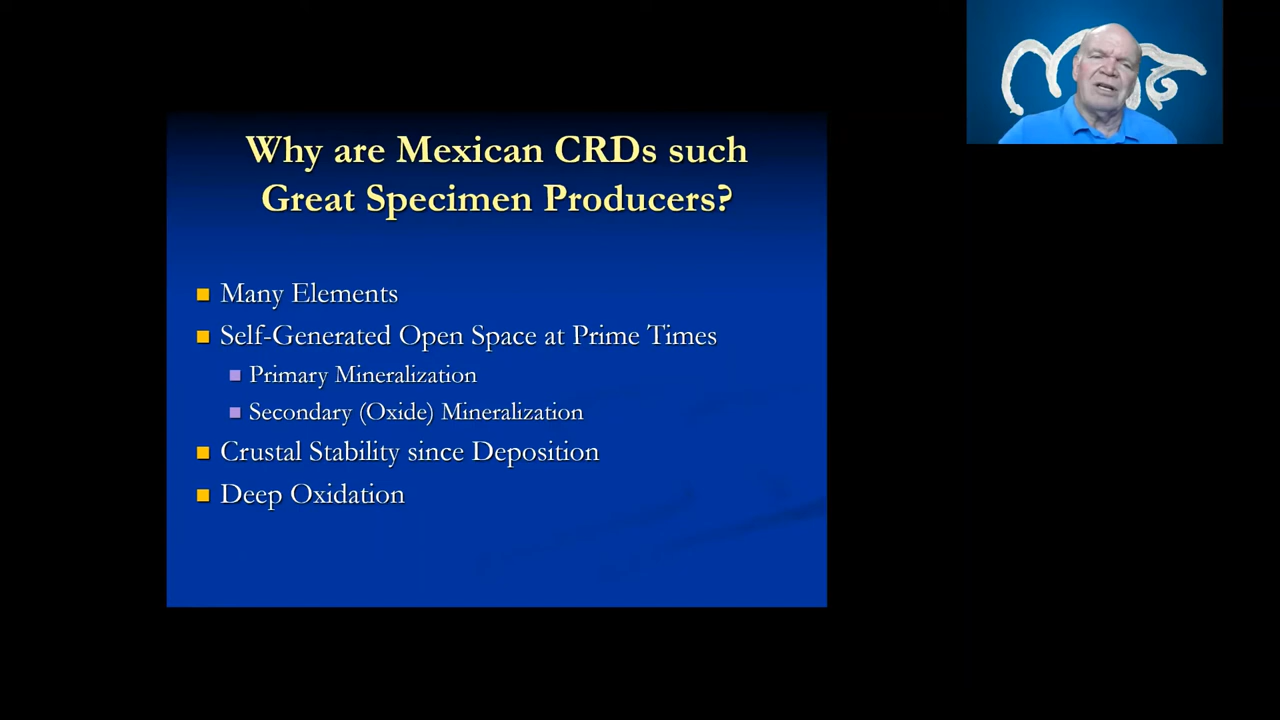 Why are Mexican CRDs such
Great Specimen Producers?
Many Elements
Self-Generated Open Space at Prime Times
Primary Mineralization
Secondary (Oxide) Mineralization
Crustal Stability since Deposition
Deep Oxidation